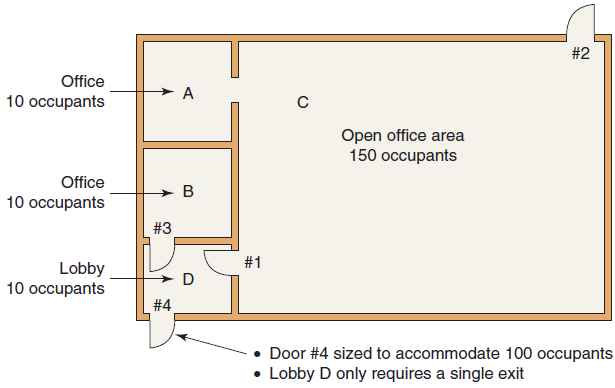 #2
Office
10 occupants
A
C
Open office area
150 occupants
Office
10 occupants
B
#3
Lobby
10 occupants
#1
D
#4
• Door #4 sized to accommodate 100 occupants
• Lobby D only requires a single exit